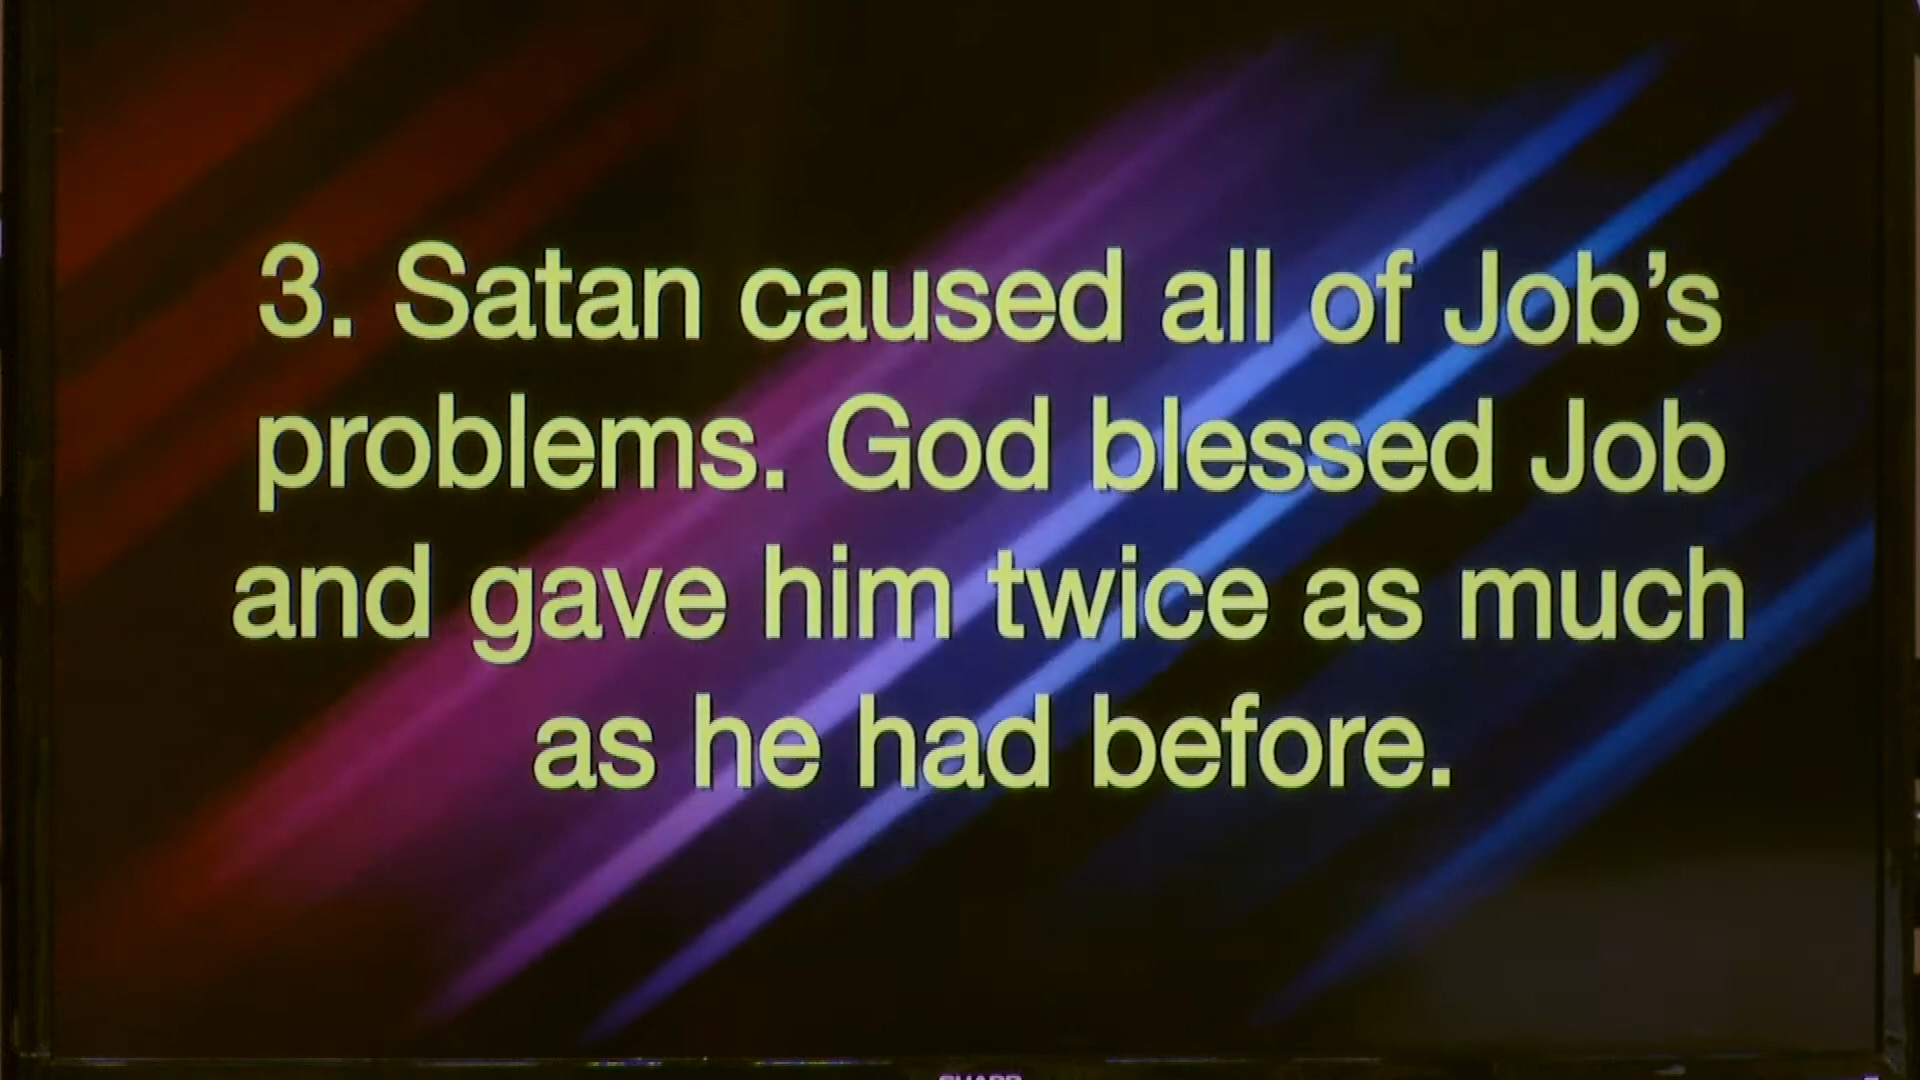 3. Satan caused all of Job's
problems. God blessed Job
and gave him twice as much
as he had before.
SHARP